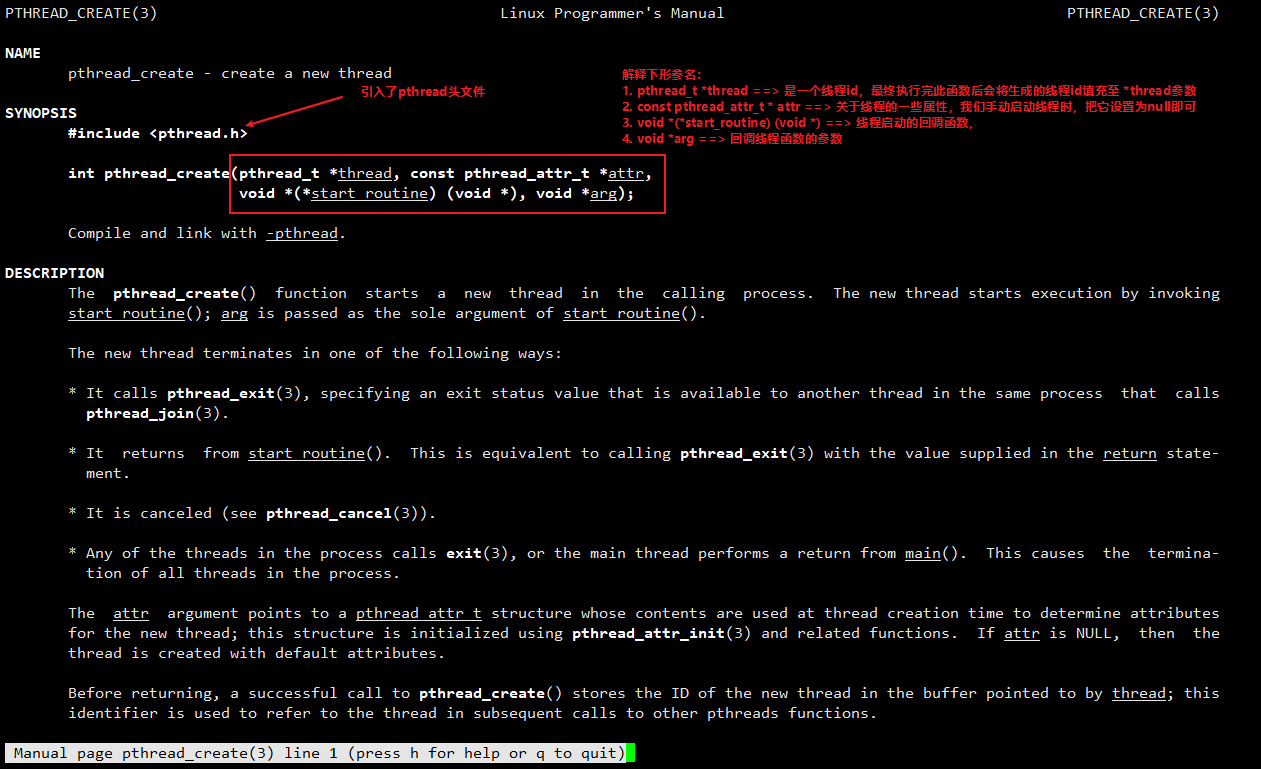 PTHREAD_CREATE(3) Linux Programmer's Manual PTHREAD_CREATE(3)
NAME
pthread_create - create a new thread
解释下形参名:
引入了pthread头文件
1. pthread_t *thread ==> 是一个线程id，最终执行完此函数后会将生成的线程id填充至 *thread参数
2. const pthread_attr_t * attr ==> 关于线程的一些属性，我们手动启动线程时，把它设置为null即可
3. void *(*start_routine) (void *) ==> 线程启动的回调函数,
4. void *arg ==> 回调线程函数的参数
SYNOPSIS
#include <pthread.h>
int pthread_create(pthread_t *thread, const pthread_attr_t *attr,
void *(*start_routine) (void *), void *arg);
Compile and link with -pthread.
DESCRIPTION
The pthread_create() function starts a new thread in the calling process. The new thread starts execution by invoking
start_routine(); arg is passed as the sole argument of start_routine().
The new thread terminates in one of the following ways:
* It calls pthread_exit(3), specifying an exit status value that is available to another thread in the same process that calls
pthread_join(3).
* It returns from start_routine(). This is equivalent to calling pthread_exit(3) with the value supplied in the return state-
ment.
* It is canceled (see pthread_cancel(3)).
* Any of the threads in the process calls exit(3), or the main thread performs a return from main(). This causes the termina-
tion of all threads in the process.
The attr argument points to a pthread_attr_t structure whose contents are used at thread creation time to determine attributes
for the new thread; this structure is initialized using pthread_attr_init(3) and related functions. If attr is NULL, then the
thread is created with default attributes.
Before returning, a successful call to pthread_create() stores the ID of the new thread in the buffer pointed to by thread; this
identifier is used to refer to the thread in subsequent calls to other pthreads functions.
Manual page pthread_create(3) line 1 (press h for help or q to quit)